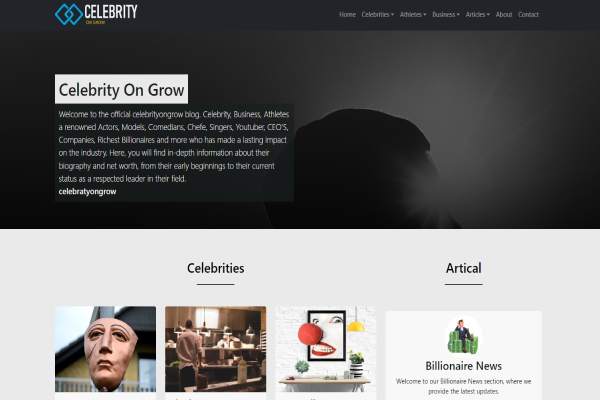 CELEBRITY
ON GROW
Home Celebrities Athletes Business Articles About Contact
Celebrity On Grow
Welcome to the official celebrityongrow blog. Celebrity, Business, Athletes
a renowned Actors, Models, Comedians, Chefe, Singers, Youtuber, CEO'S,
Companies, Richest Billionaires and more who has made a lasting impact
on the industry. Here, you will find in-depth information about their
biography and net worth, from their early beginnings to their current
status as a respected leader in their field.
celebratyongrow
Celebrities
Artical
Billionaire News
Welcome to our Billionaire News section, where we
provide the latest updates.